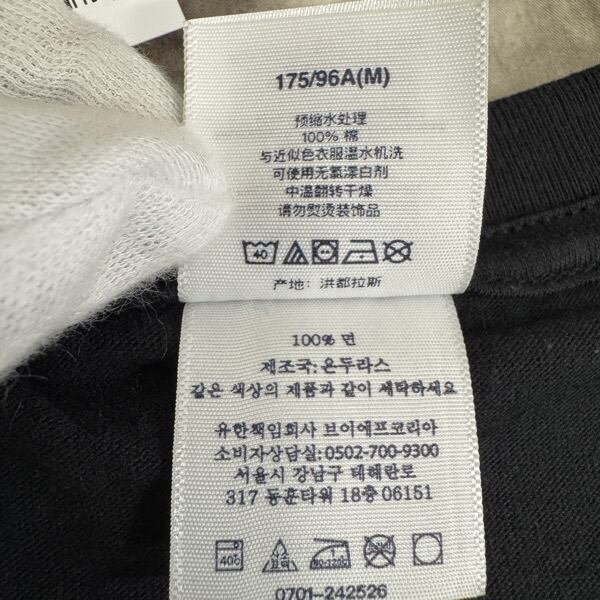 175/96A(M)
预缩水处理
100% 棉
与近似色衣服温水机洗
可使用无氯漂白剂
中温翻转干燥
请勿熨烫装饰品
40
产地: 洪都拉斯
100% 면
제조국: 온두라스
같은 색상의 제품과 같이 세탁하세요
유한책임회사 브이에프코리아
소비자상담실:0502-700-9300
서울시 강남구 테헤란로
317 동훈타워 18층 06151
40℃
0701-242526